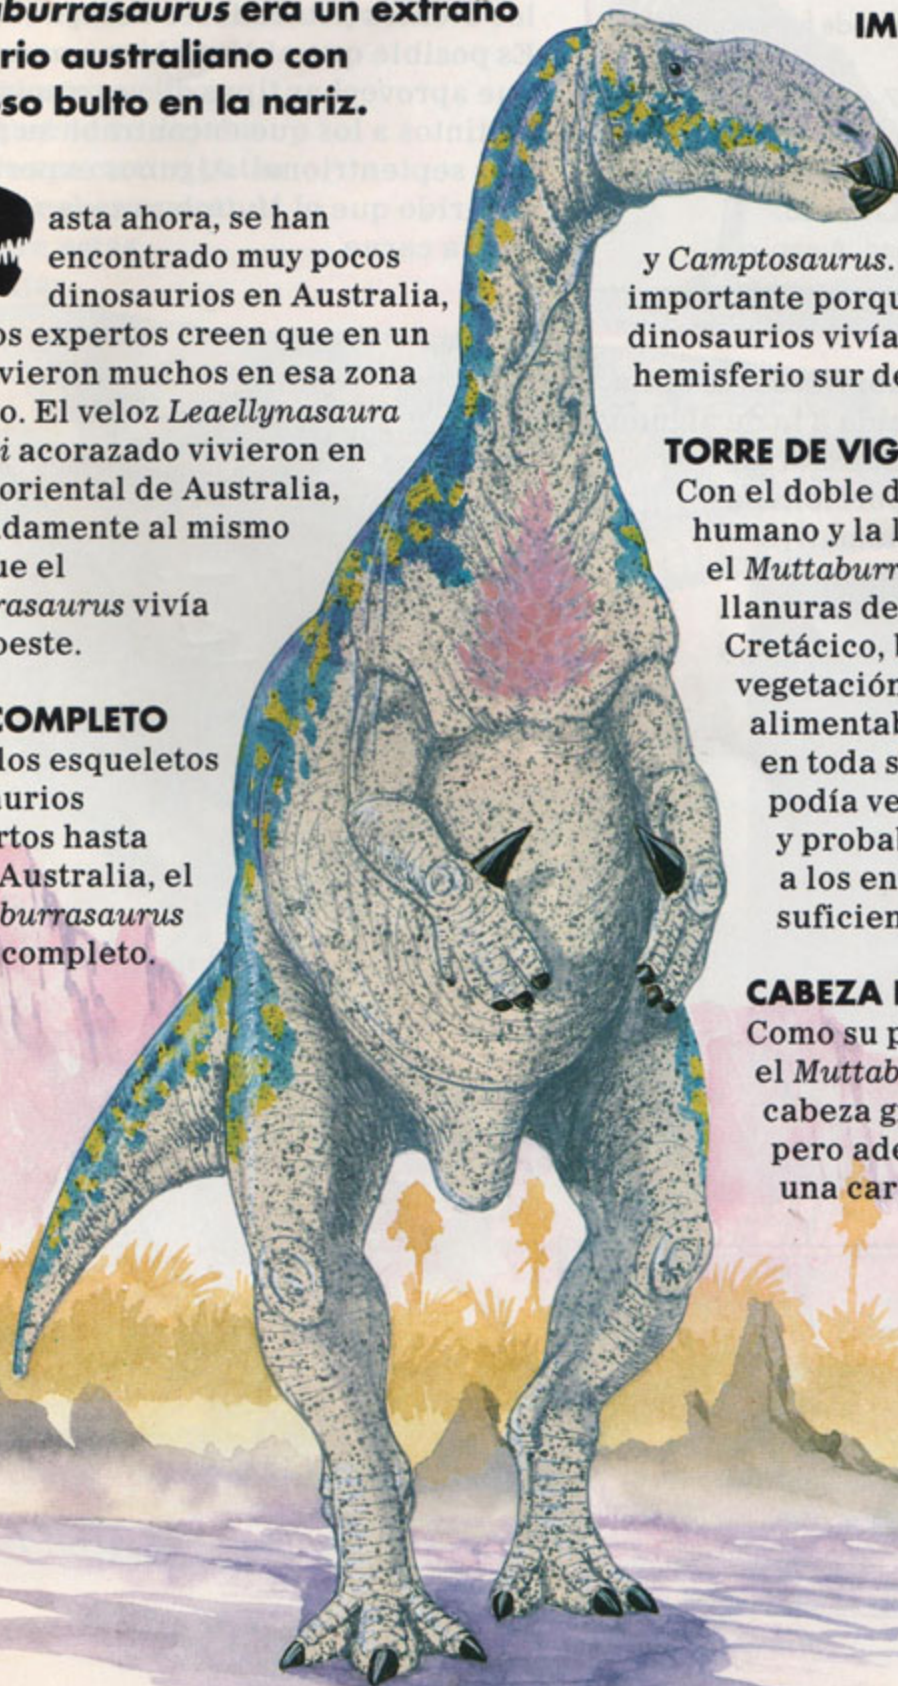 burrasaurus era un extraño
rio australiano con
so bulto en la nariz.
asta ahora, se han
encontrado muy pocos
dinosaurios en Australia,
os expertos creen que en un
vieron muchos en esa zona
o. El veloz Leaellynasaura
i acorazado vivieron en
oriental de Australia,
damente al mismo
ue el
rasaurus vivía
oeste.
COMPLETO
los esqueletos
aurios
rtos hasta
Australia, el
burrasaurus
completo.
IM
y Camptosaurus.
importante porqu
dinosaurios vivía
hemisferio sur de
TORRE DE VIG
Con el doble d
humano y la l
el Muttaburr
llanuras de
Cretácico, 
vegetación
alimentab
en toda s
podía ve
y probab
a los en
suficien
CABEZA
Como su p
el Muttab
cabeza g
pero ade
una car